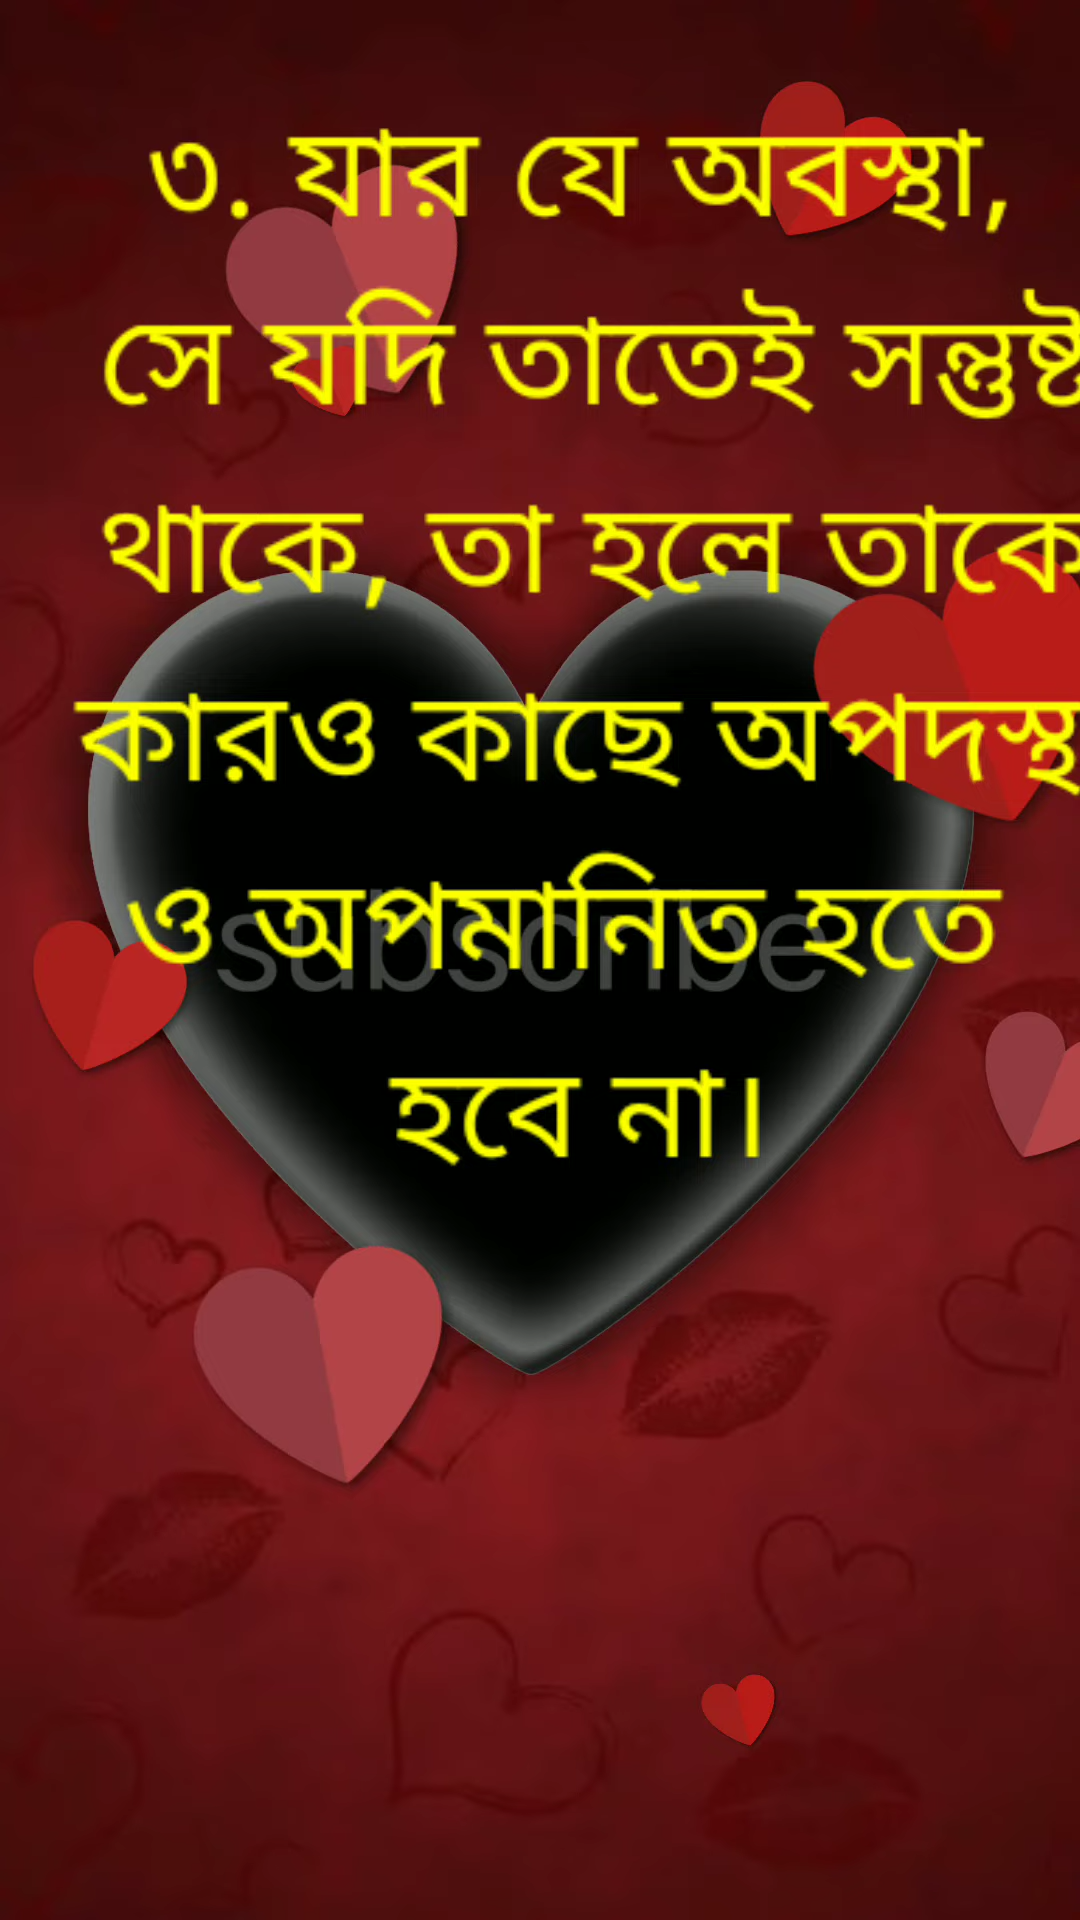 ৩. যার যে অবস্থা,
সে যদি তাতেই সন্তুষ্ট
থাকে, তা হলে তাকে
কারও কাছে অপদস্থ
ও অপমানিত হতে
subscribe
হবে না।